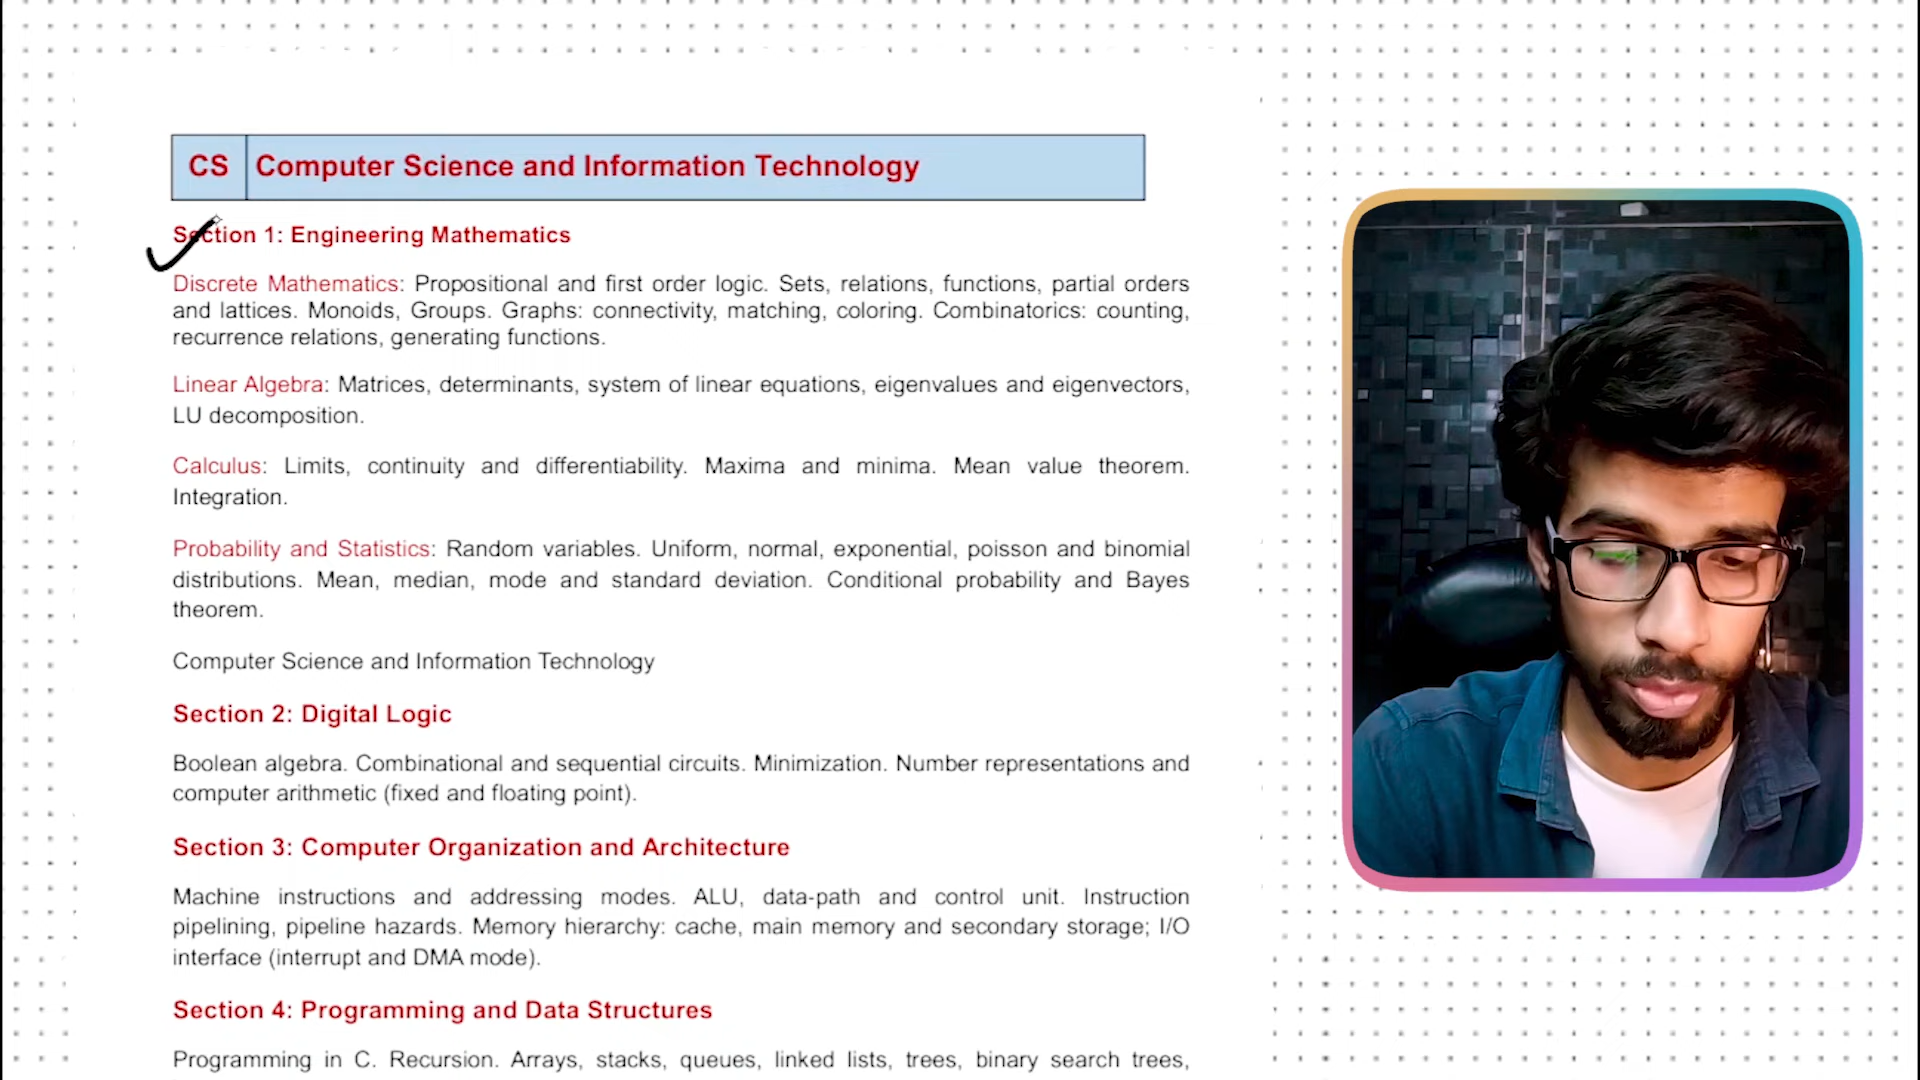 CS Computer Science and Information Technology
Section 1: Engineering Mathematics
Discrete Mathematics: Propositional and first order logic. Sets, relations, functions, partial orders
and lattices. Monoids, Groups. Graphs: connectivity, matching, coloring. Combinatorics: counting,
recurrence relations, generating functions.
Linear Algebra: Matrices, determinants, system of linear equations, eigenvalues and eigenvectors,
LU decomposition.
Calculus: Limits, continuity and differentiability. Maxima and minima. Mean value theorem.
Integration.
Probability and Statistics: Random variables. Uniform, normal, exponential, poisson and binomial
distributions. Mean, median, mode and standard deviation. Conditional probability and Bayes
theorem.
Computer Science and Information Technology
Section 2: Digital Logic
Boolean algebra. Combinational and sequential circuits. Minimization. Number representations and
computer arithmetic (fixed and floating point).
Section 3: Computer Organization and Architecture
Machine instructions and addressing modes. ALU, data-path and control unit. Instruction
pipelining, pipeline hazards. Memory hierarchy: cache, main memory and secondary storage; I/O
interface (interrupt and DMA mode).
Section 4: Programming and Data Structures
Programming in C. Recursion. Arrays, stacks, queues, linked lists, trees, binary search trees,